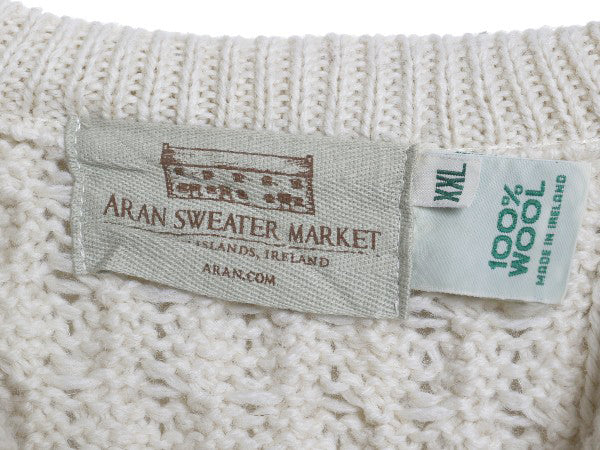 ARAN SWEATER MARKET
ISLANDS, IRELAND
ARAN.COM
XXL
100%
WOOL
MADE IN IRELAND